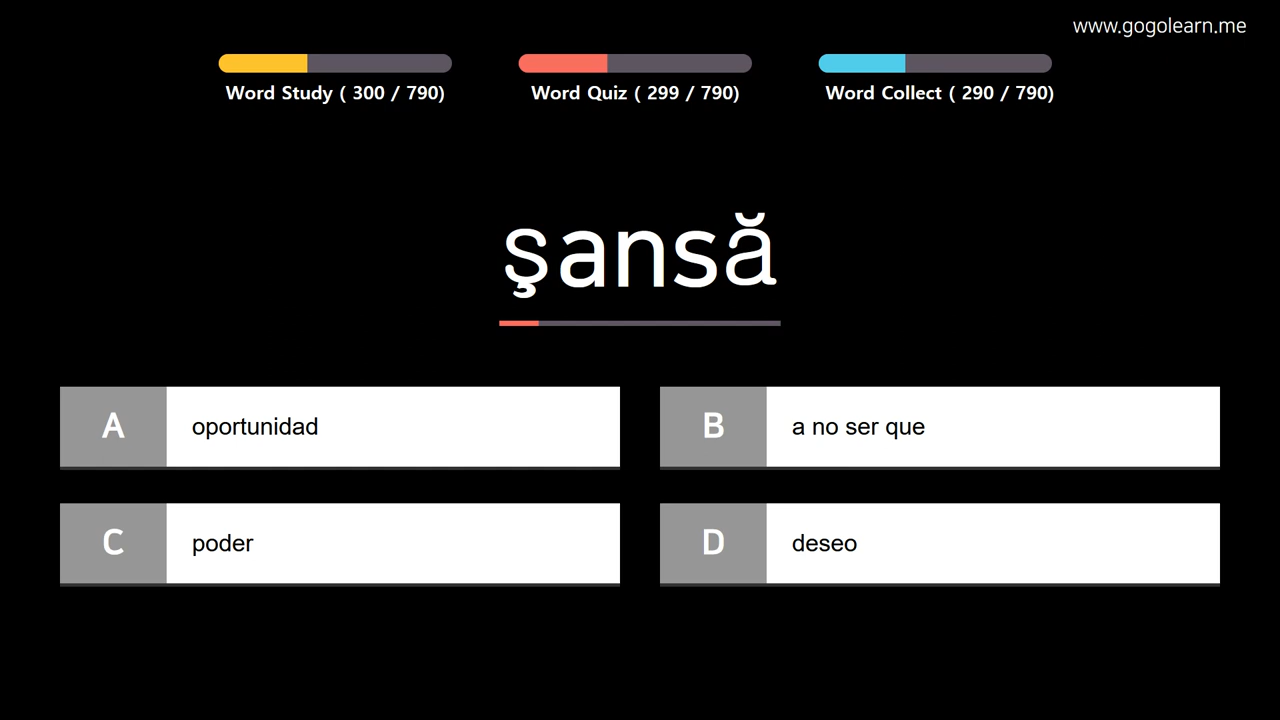 www.gogolearn.me
Word Study ( 300 / 790)
Word Quiz ( 299 / 790)
Word Collect ( 290 / 790)
şansă
A oportunidad
B a no ser que
C poder
D deseo